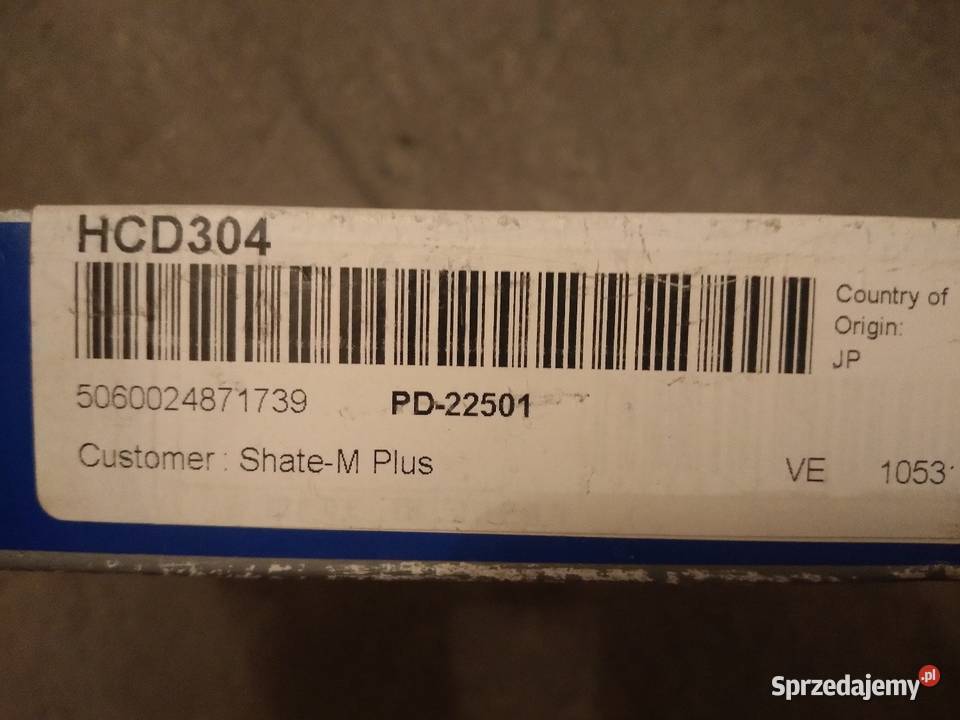 HCD304
Country of
Origin:
JP
5060024871739 PD-22501
Customer : Shate-M Plus
VE 1053
Sprzedajemy.pl